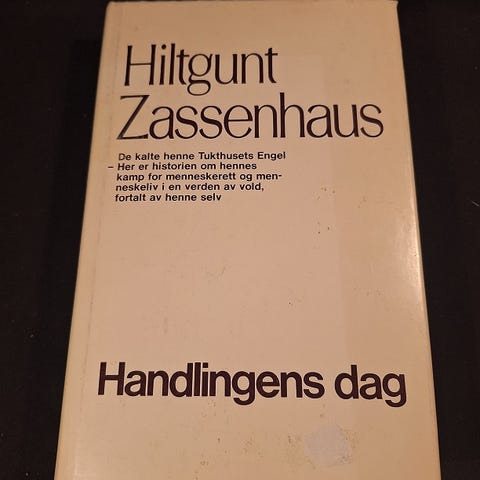 Hiltgunt
Zassenhaus
De kalte henne Tukthusets Engel
– Her er historien om hennes
kamp for menneskerett og men-
neskeliv i en verden av vold,
fortalt av henne selv
Handlingens dag